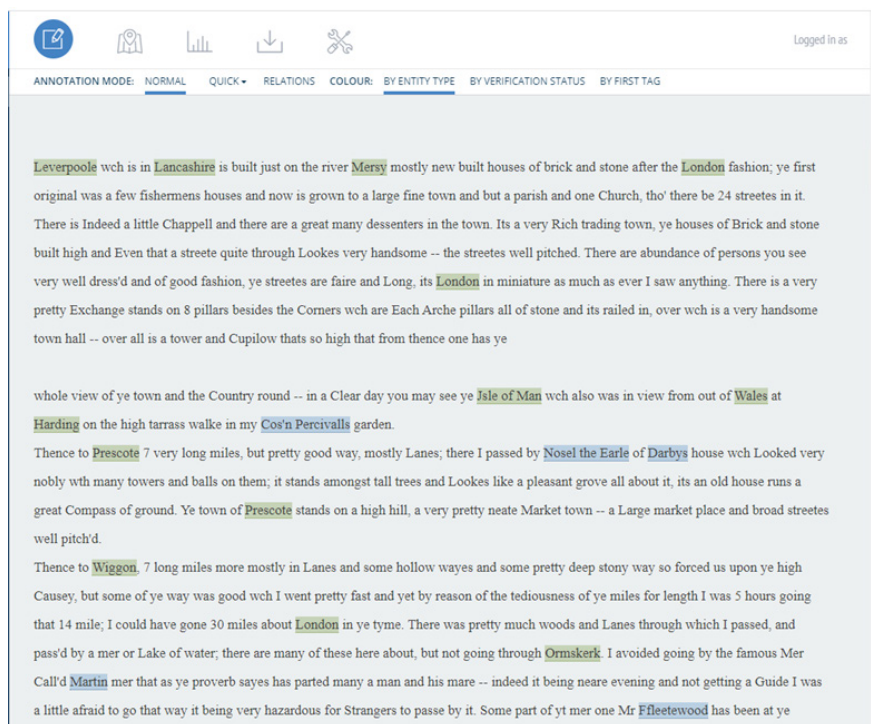 Logged in as
ANNOTATION MODE: NORMAL QUICK RELATIONS COLOUR: BY ENTITY TYPE BY VERIFICATION STATUS BY FIRST TAG
Leverpoole wch is in Lancashire is built just on the river Mersy mostly new built houses of brick and stone after the London fashion; ye first
original was a few fishermens houses and now is grown to a large fine town and but a parish and one Church, tho' there be 24 streetes in it.
There is Indeed a little Chappell and there are a great many dessenters in the town. Its a very Rich trading town, ye houses of Brick and stone
built high and Even that a streete quite through Lookes very handsome -- the streetes well pitched. There are abundance of persons you see
very well dress'd and of good fashion, ye streetes are faire and Long, its London in miniature as much as ever I saw anything. There is a very
pretty Exchange stands on 8 pillars besides the Corners wch are Each Arche pillars all of stone and its railed in, over wch is a very handsome
town hall -- over all is a tower and Cupilow thats so high that from thence one has ye
whole view of ye town and the Country round -- in a Clear day you may see ye Jsle of Man wch also was in view from out of Wales at
Harding on the high tarrass walke in my Cos'n Percivalls garden.
Thence to Prescote 7 very long miles, but pretty good way, mostly Lanes; there I passed by Nosel the Earle of Darbys house wch Looked very
nobly wth many towers and balls on them; it stands amongst tall trees and Lookes like a pleasant grove all about it, its an old house runs a
great Compass of ground. Ye town of Prescote stands on a high hill, a very pretty neate Market town -- a Large market place and broad streetes
well pitch'd.
Thence to Wiggon, 7 long miles more mostly in Lanes and some hollow wayes and some pretty deep stony way so forced us upon ye high
Causey, but some of ye way was good wch I went pretty fast and yet by reason of the tediousness of ye miles for length I was 5 hours going
that 14 mile; I could have gone 30 miles about London in ye tyme. There was pretty much woods and Lanes through which I passed, and
pass'd by a mer or Lake of water; there are many of these here about, but not going through Ormskerk. I avoided going by the famous Mer
Call'd Martin mer that as ye proverb sayes has parted many a man and his mare -- indeed it being neare evening and not getting a Guide I was
a little afraid to go that way it being very hazardous for Strangers to passe by it. Some part of yt mer one Mr Ffleetewood has been at ye